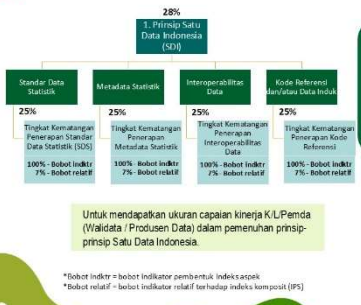 28%
1. Prinsip Satu
Data Indonesia
(SDI)
Standar Data
Statistik
Metadata Statistik
Interoperabilitas
Data
Kode Referensi
dan/atau Data Induk
25%
25%
25%
25%
Tingkat Kematangan
Penerapan Standar
Data Statistik (SDS)
100% - Bobot indktr
7% - Bobot relatif
Tingkat Kematangan
Penerapan
Metadata Statistik
100% - Bobot indktr
7% - Bobot relatif
Tingkat Kematangan
Penerapan
Interoperabilitas
Data
100% - Bobot indktr
7% - Bobot relatif
Tingkat Kematangan
Penerapan Kode
Referensi
100% - Bobot indktr
7% - Bobot relatif
Untuk mendapatkan ukuran capaian kinerja K/L/Pemda
(Walidata / Produsen Data) dalam pemenuhan prinsip-
prinsip Satu Data Indonesia.
*Bobot indktr = bobot indikator pembentuk indeks aspek
*Bobot relatif = bobot indikator relatif terhadap indeks komposit (IPS)